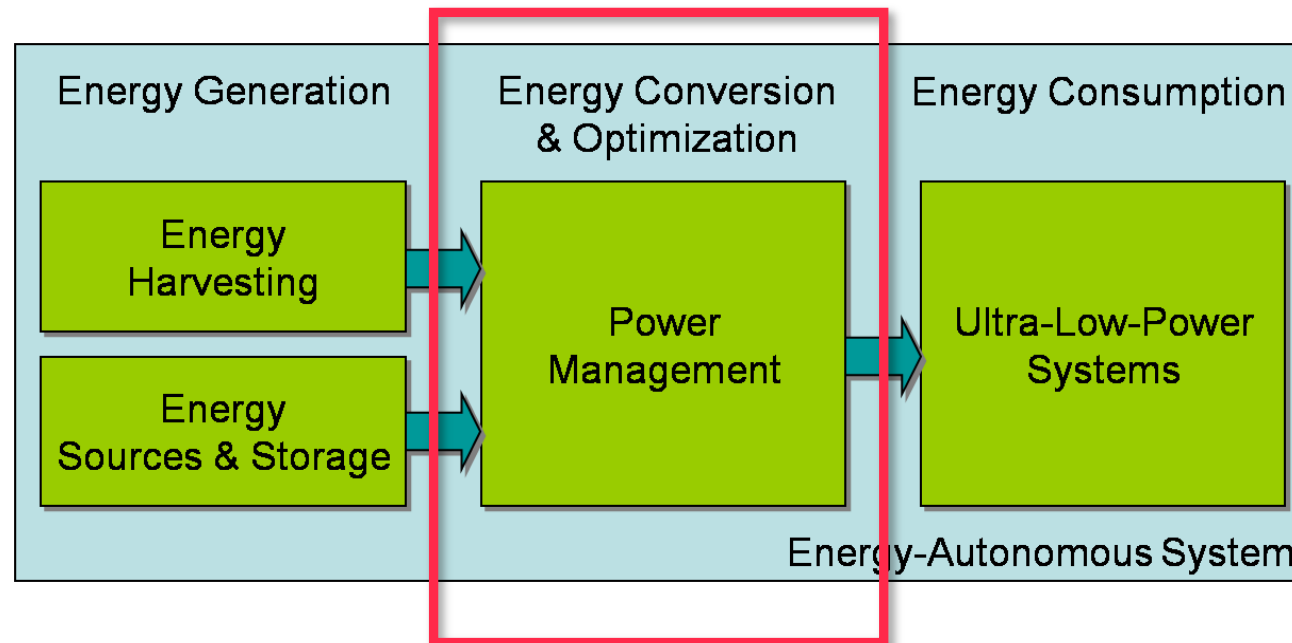 Energy Generation
Energy Conversion
& Optimization
Energy Consumption
Energy
Harvesting
Energy
Sources & Storage
Power
Management
Ultra-Low-Power
Systems
Energy-Autonomous System